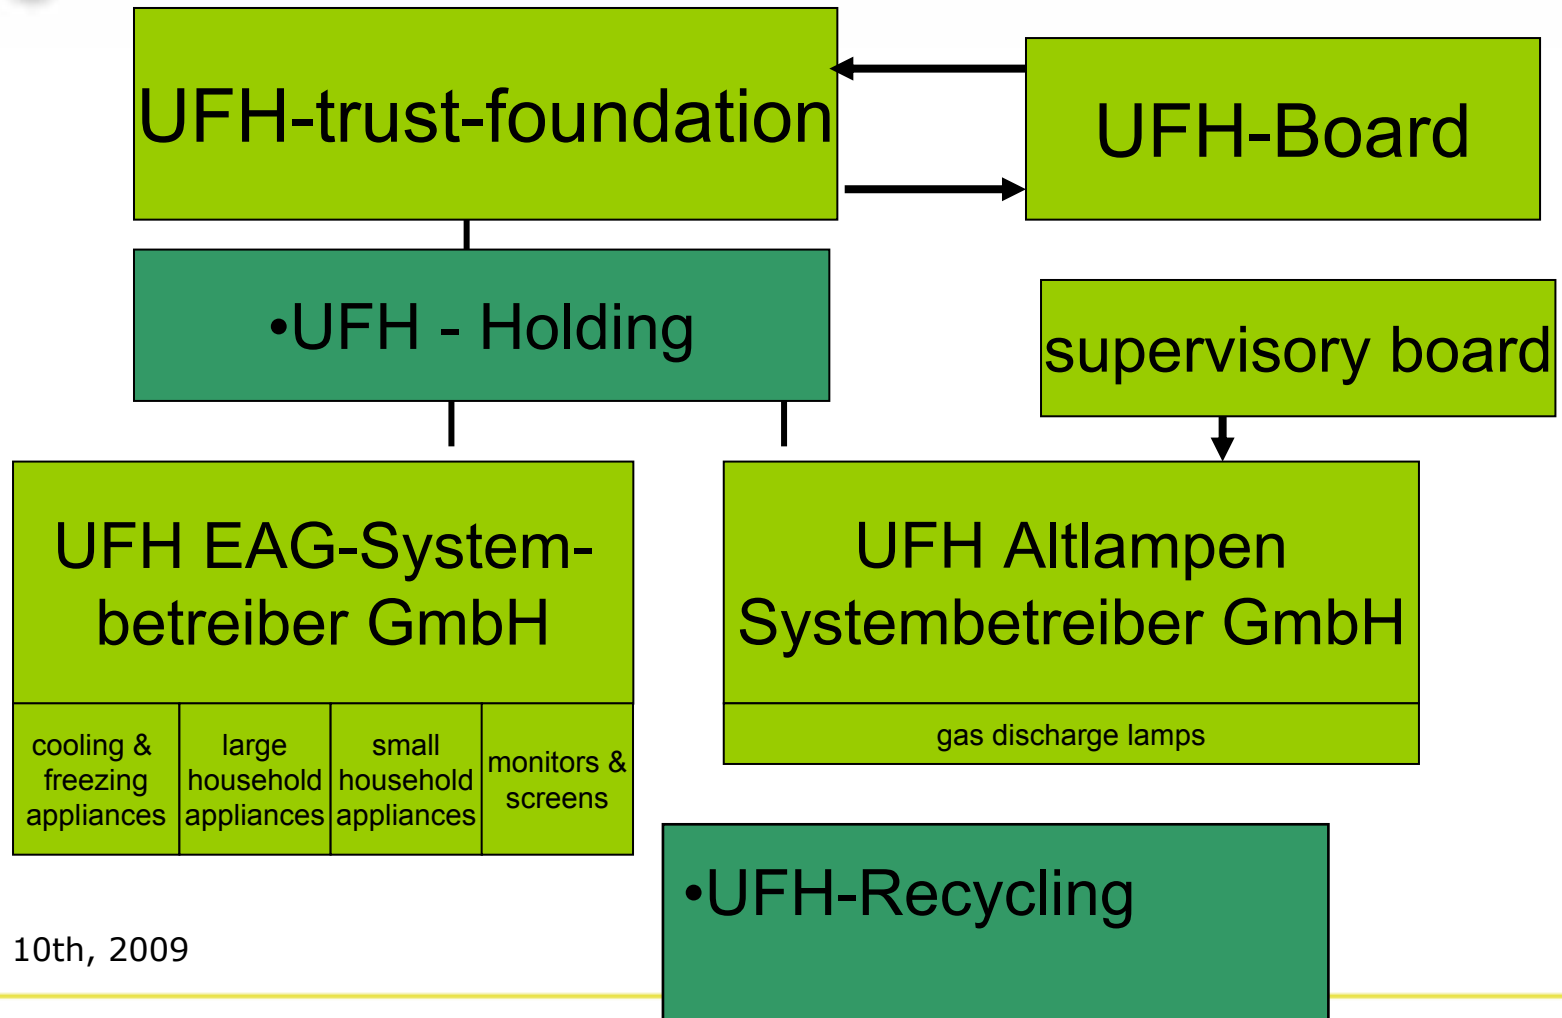 UFH-trust-foundation
UFH-Board
•UFH - Holding
supervisory board
UFH EAG-System-
betreiber GmbH
cooling &
freezing
appliances
large
household
appliances
small
household
appliances
monitors &
screens
UFH Altlampen
Systembetreiber GmbH
gas discharge lamps
•UFH-Recycling
10th, 2009